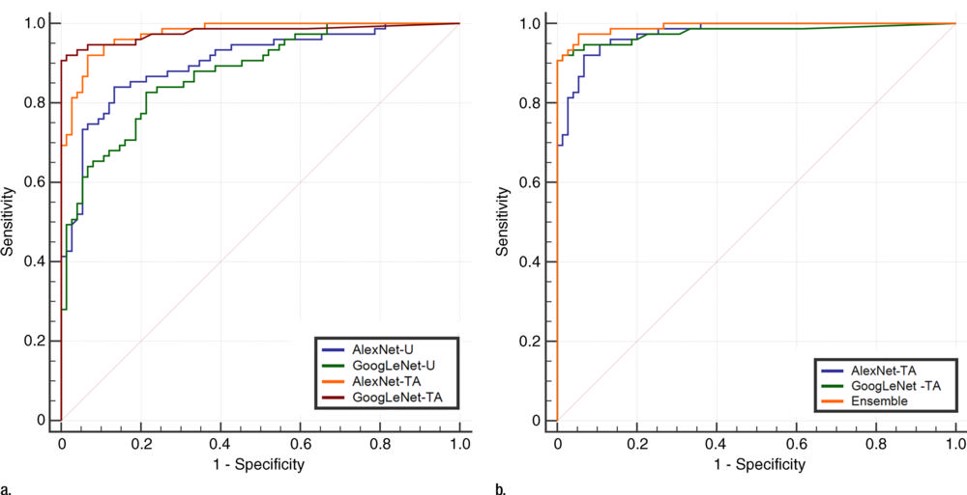 1.0
0.8
0.6
0.4
0.2
0
Sensitivity
AlexNet-U
GoogLeNet-U
AlexNet-TA
GoogLeNet-TA
0 0.2 0.4 0.6 0.8 1.0
1 - Specificity
a.
1.0
0.8
0.6
0.4
0.2
0
Sensitivity
AlexNet-TA
GoogLeNet -TA
Ensemble
0 0.2 0.4 0.6 0.8 1.0
1 - Specificity
b.